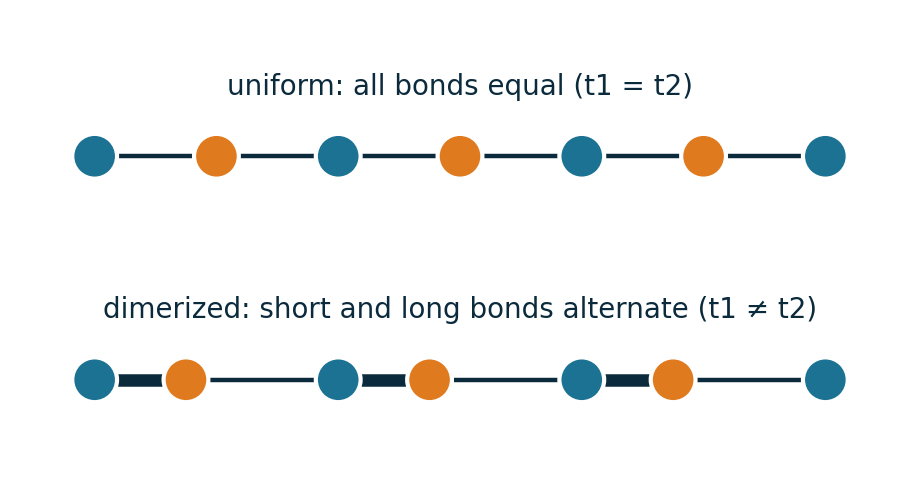 uniform: all bonds equal (t1 = t2)
dimerized: short and long bonds alternate (t1 ≠ t2)